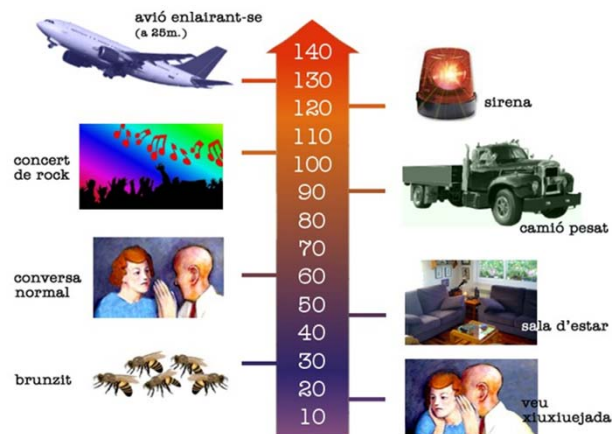 avió enlairant-se
(a 25m.)
140
130
120
110
100
90
80
70
60
50
40
30
20
10
sirena
concert
de rock
camió pesat
conversa
normal
sala d'estar
brunzit
veu
xiuxiuejada